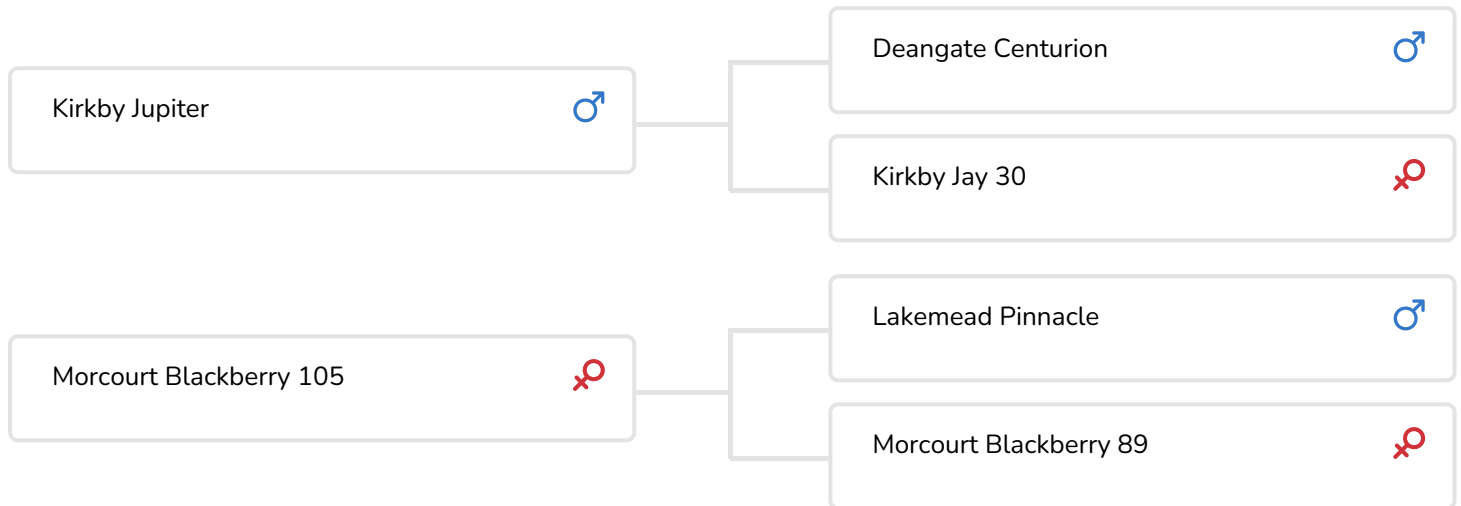 Deangate Centurion
Kirkby Jupiter
Kirkby Jay 30
Lakemead Pinnacle
Morcourt Blackberry 105
Morcourt Blackberry 89